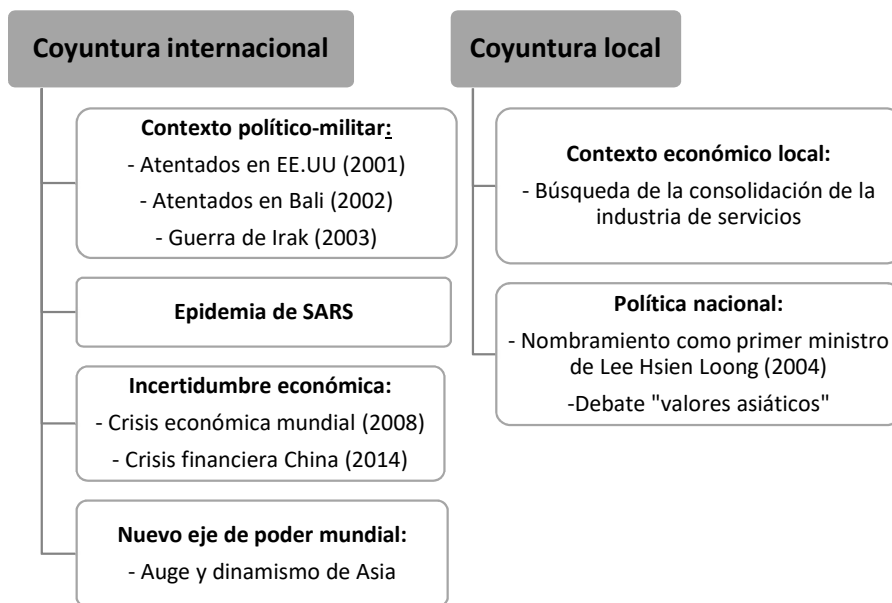 Coyuntura internacional
Contexto político-militar:
- Atentados en EE.UU (2001)
- Atentados en Bali (2002)
- Guerra de Irak (2003)
Epidemia de SARS
Incertidumbre económica:
- Crisis económica mundial (2008)
- Crisis financiera China (2014)
Nuevo eje de poder mundial:
- Auge y dinamismo de Asia
Coyuntura local
Contexto económico local:
- Búsqueda de la consolidación de la
industria de servicios
Política nacional:
- Nombramiento como primer ministro
de Lee Hsien Loong (2004)
-Debate "valores asiáticos"